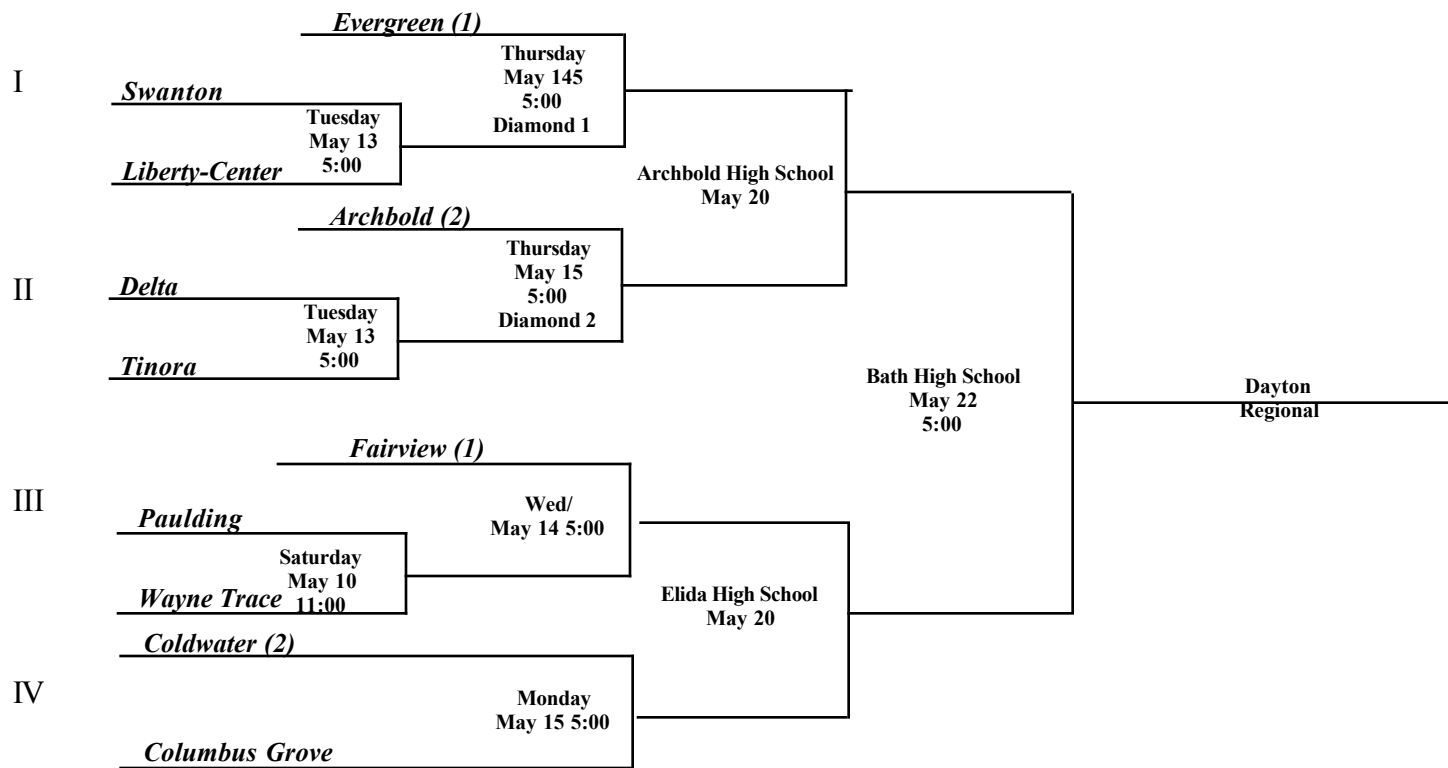 Evergreen (1)
Thursday
May 145
5:00
Diamond 1
I
Swanton
Tuesday
May 13
5:00
Liberty-Center
Archbold High School
May 20
Archbold (2)
Thursday
May 15
5:00
Diamond 2
II
Delta
Tuesday
May 13
5:00
Tinora
Bath High School
May 22
5:00
Dayton
Regional
Fairview (1)
III
Wed/
May 14 5:00
Paulding
Saturday
May 10
11:00
Wayne Trace
Elida High School
May 20
Coldwater (2)
IV
Monday
May 15 5:00
Columbus Grove